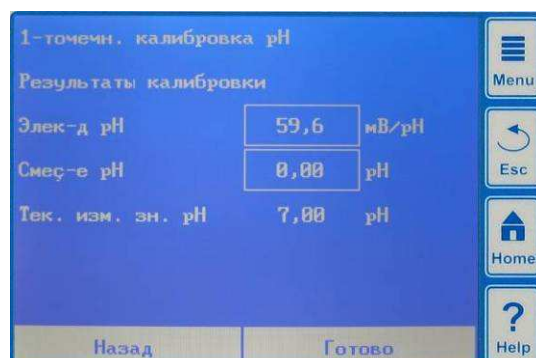 1-точечн. калибровка pH
Результаты калибровки
Элек-д pH 59,6 мВ/pH
Смещ-е pH 0,00 pH
Тек. изм. зн. pH 7,00 pH
Назад Готово
Menu
Esc
Home
? Help